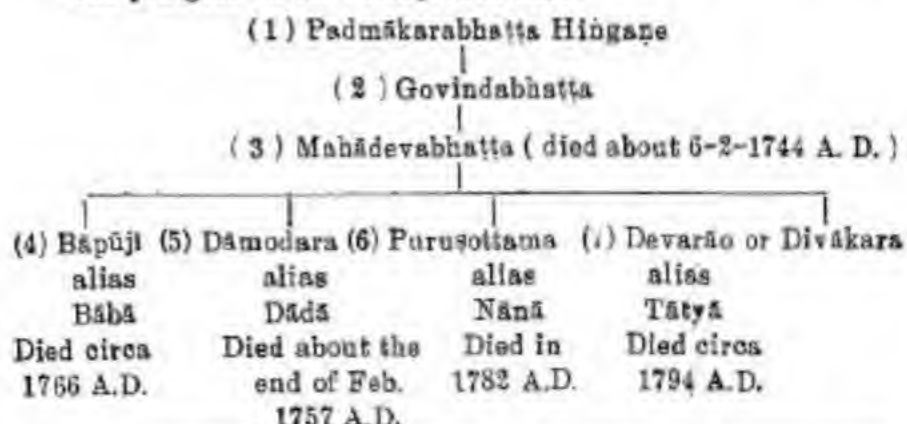 (1) Padmākarabhaṭṭa Hiṅgaṇe
(2) Govindabhaṭṭa
(3) Mahādevabhaṭṭa (died about 5-2-1744 A. D.)
(4) Bāpūjī (5) Dāmodara (6) Puruṣottama (7) Devarāo or Divākara
alias alias alias alias
Bābā Dādā Nānā Tātyā
Died circa Died about the Died in Died circa
1766 A.D. end of Feb. 1782 A.D. 1794 A.D.
1757 A.D.